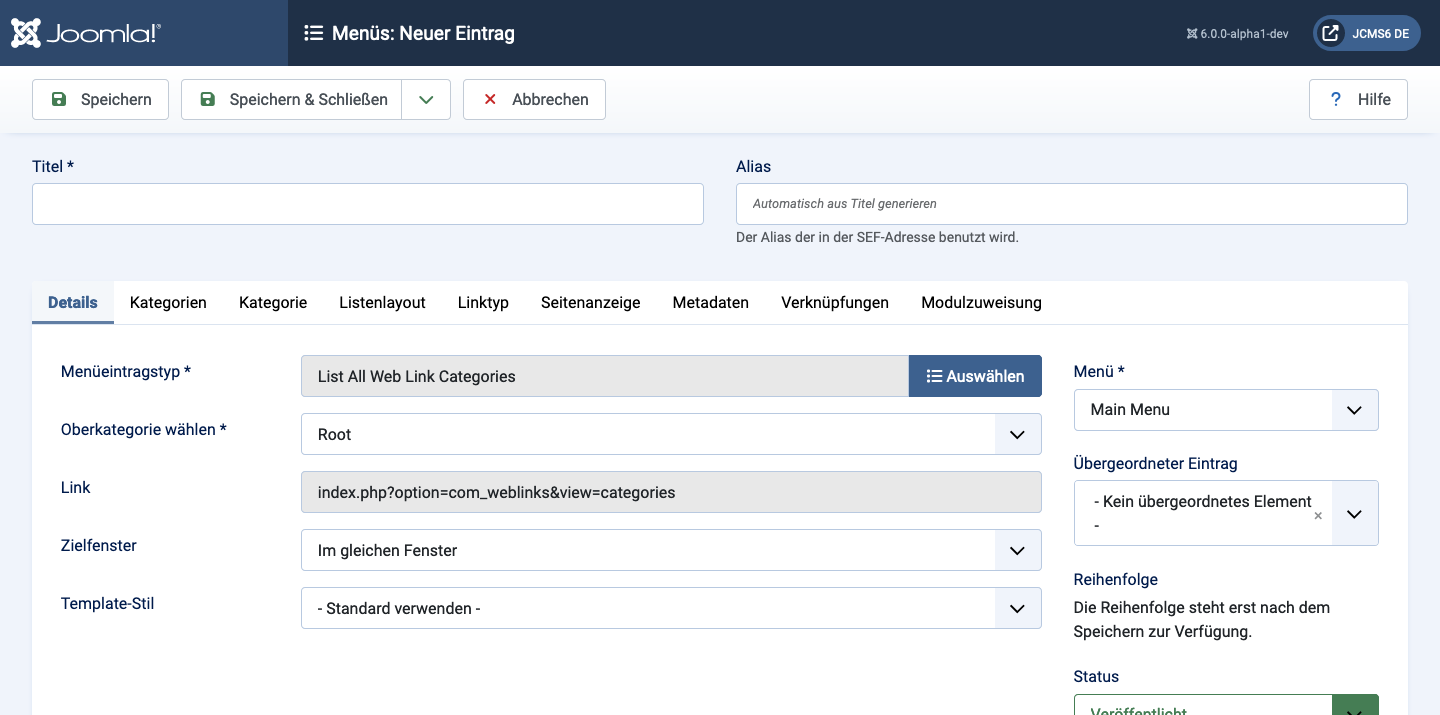 Joomla!®
Menüs: Neuer Eintrag
6.0.0-alpha1-dev
JCMS6 DE
Speichern
Speichern & Schließen
Abbrechen
? Hilfe
Titel *
Alias
Automatisch aus Titel generieren
Der Alias der in der SEF-Adresse benutzt wird.
Details
Kategorien
Kategorie
Listenlayout
Linktyp
Seitenanzeige
Metadaten
Verknüpfungen
Modulzuweisung
Menüeintragstyp *
List All Web Link Categories
Auswählen
Oberkategorie wählen *
Root
Link
index.php?option=com_weblinks&view=categories
Zielfenster
Im gleichen Fenster
Template-Stil
- Standard verwenden -
Menü *
Main Menu
Übergeordneter Eintrag
- Kein übergeordnetes Element
-
×
Reihenfolge
Die Reihenfolge steht erst nach dem
Speichern zur Verfügung.
Status
Veröffentlicht